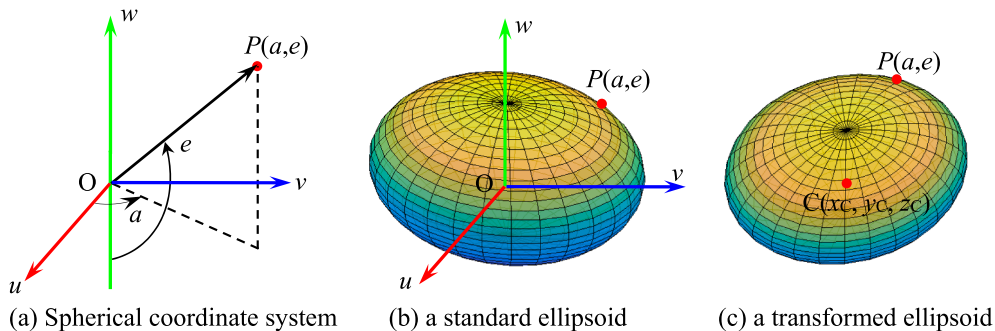 w
P(a,e)
e
O
v
a
u
(a) Spherical coordinate system
w
P(a,e)
O
v
u
(b) a standard ellipsoid
P(a,e)
C(xc, yc, zc)
(c) a transformed ellipsoid